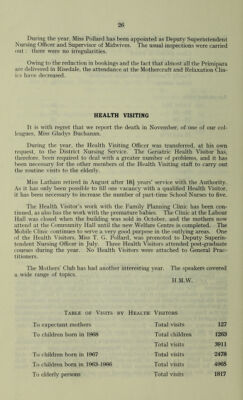 26
During the year, Miss Pollard has been appointed as Deputy Superintendent
Nursing Officer and Supervisor of Midwives. The usual inspections were carried
out : there were no irregularities.
Owing to the reduction in bookings and the fact that almost all the Primipara
are delivered in Risedale, the attendance at the Mothercraft and Relaxation Clin-
ics have decreased.
HEALTH VISITING
It is with regret that we report the death in November, of one of our col-
leagues, Miss Gladys Buchanan.
During the year, the Health Visiting Officer was transferred, at his own
request, to the District Nursing Service. The Geriatric Health Visitor has,
therefore, been required to deal with a greater number of problems, and it has
been necessary for the other members of the Health Visiting staff to carry out
the routine visits to the elderly.
Miss Latham retired in August after 18½ years' service with the Authority.
As it has only been possible to fill one vacancy with a qualified Health Visitor,
it has been necessary to increase the number of part-time School Nurses to five.
The Health Visitor's work with the Family Planning Clinic has been con-
tinued, as also has the work with the premature babies. The Clinic at the Labour
Hall was closed when the building was sold in October, and the mothers now
attend at the Community Hall until the new Welfare Centre is completed. The
Mobile Clinic continues to serve a very good purpose in the outlying areas. One
of the Health Visitors, Miss T. G. Pollard, was promoted to Deputy Superin-
tendent Nursing Officer in July. Three Health Visitors attended post-graduate
courses during the year. No Health Visitors were attached to General Prac-
titioners.
The Mothers' Club has had another interesting year. The speakers covered
a wide range of topics.
H.M.W.
TABLE OF VISITS BY HEALTH VISITORS
To expectant mothers Total visits 127
To children born in 1968 Total children 1263
Total visits 3911
To children born in 1967 Total visits 2478
To children born in 1963-1966 Total visits 4965
To elderly persons Total visits 1817